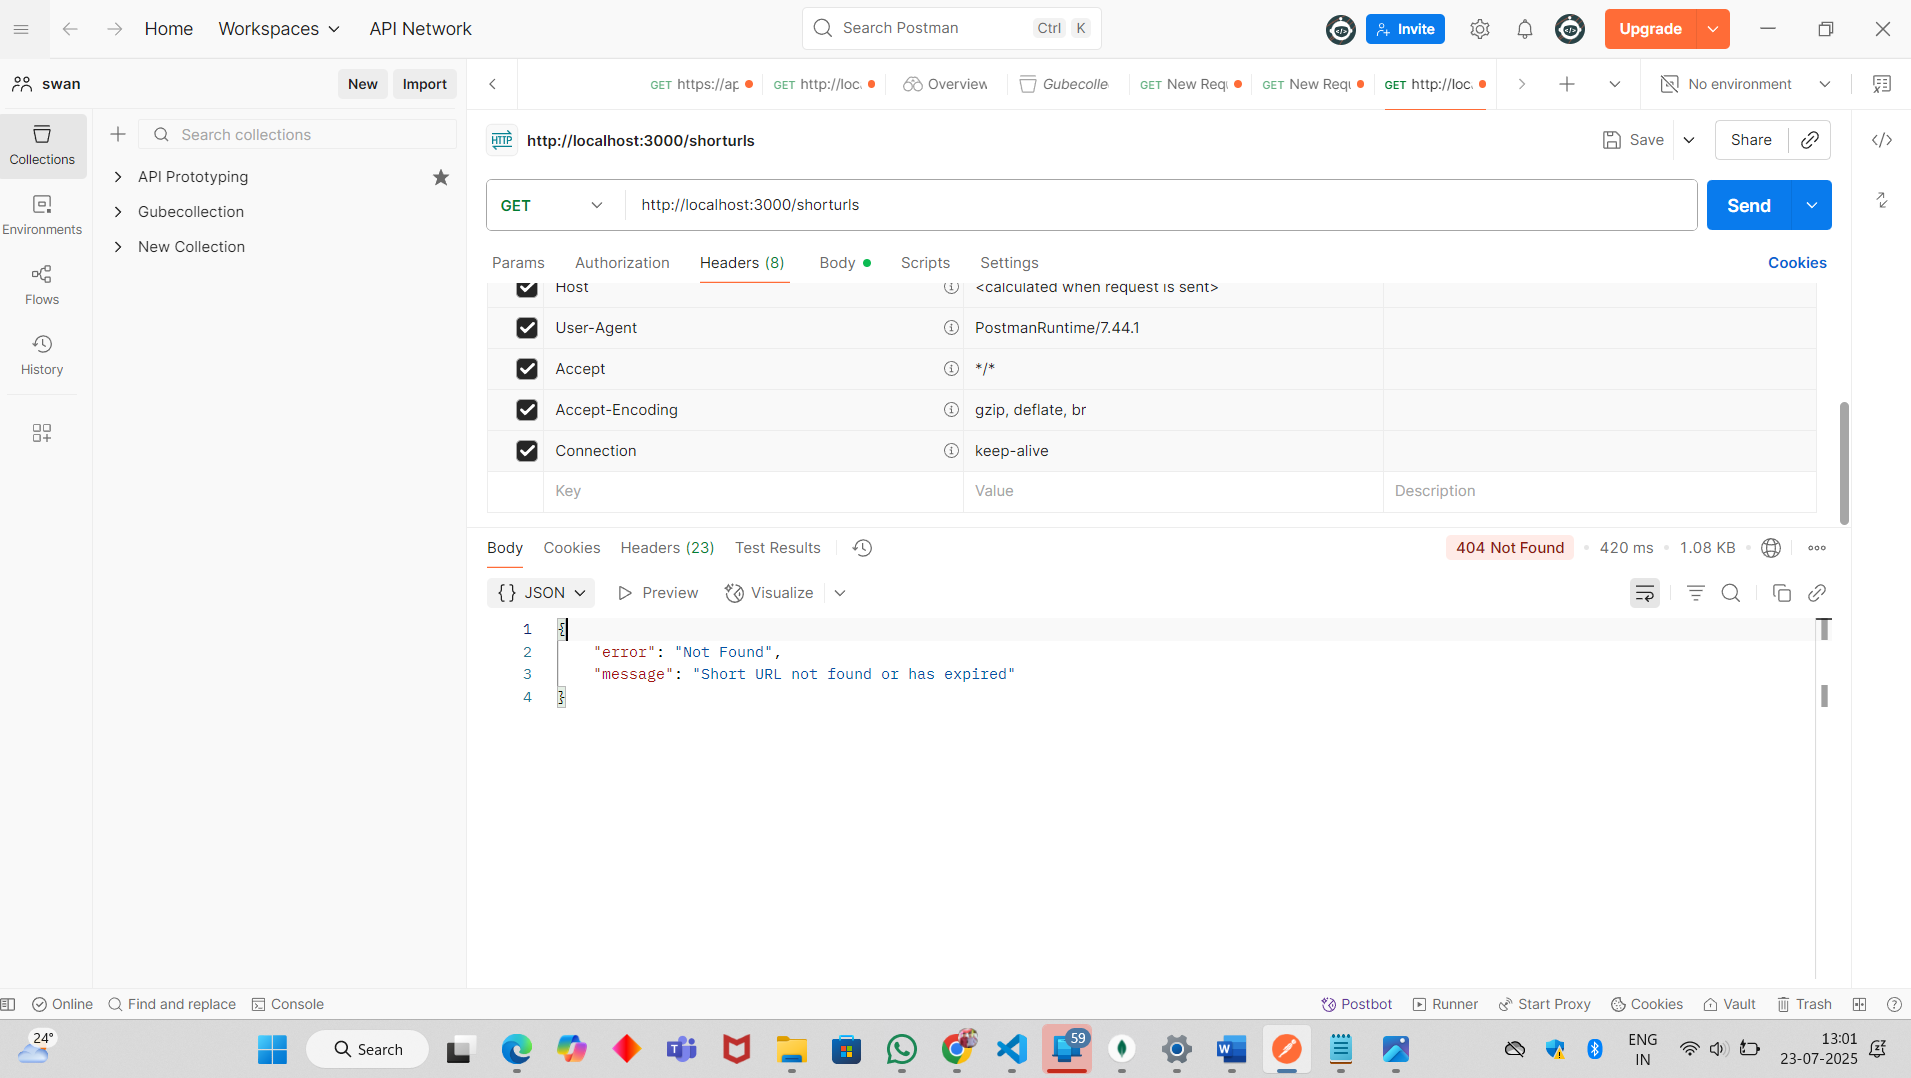 Home
Workspaces
API Network
Search Postman
Ctrl K
Invite
Upgrade
swan
New
Import
GET https://ap
GET http://loc.
Overview
Gubecolle
GET New Requ
GET New Requ
GET http://loc.
No environment
Collections
Environments
Flows
History
Search collections
API Prototyping
Gubecollection
New Collection
HTTP
http://localhost:3000/shorturls
Save
Share
GET
http://localhost:3000/shorturls
Send
Params
Authorization
Headers (8)
Body
Scripts
Settings
Cookies
Host <calculated when request is sent>
User-Agent PostmanRuntime/7.44.1
Accept */*
Accept-Encoding gzip, deflate, br
Connection keep-alive
Key Value Description
Body
Cookies
Headers (23)
Test Results
404 Not Found
420 ms
1.08 KB
{} JSON
Preview
Visualize
1 {
2 "error": "Not Found",
3 "message": "Short URL not found or has expired"
4 }
Online
Find and replace
Console
Postbot
Runner
Start Proxy
Cookies
Vault
Trash
24°
Search
59
ENG
IN
13:01
23-07-2025